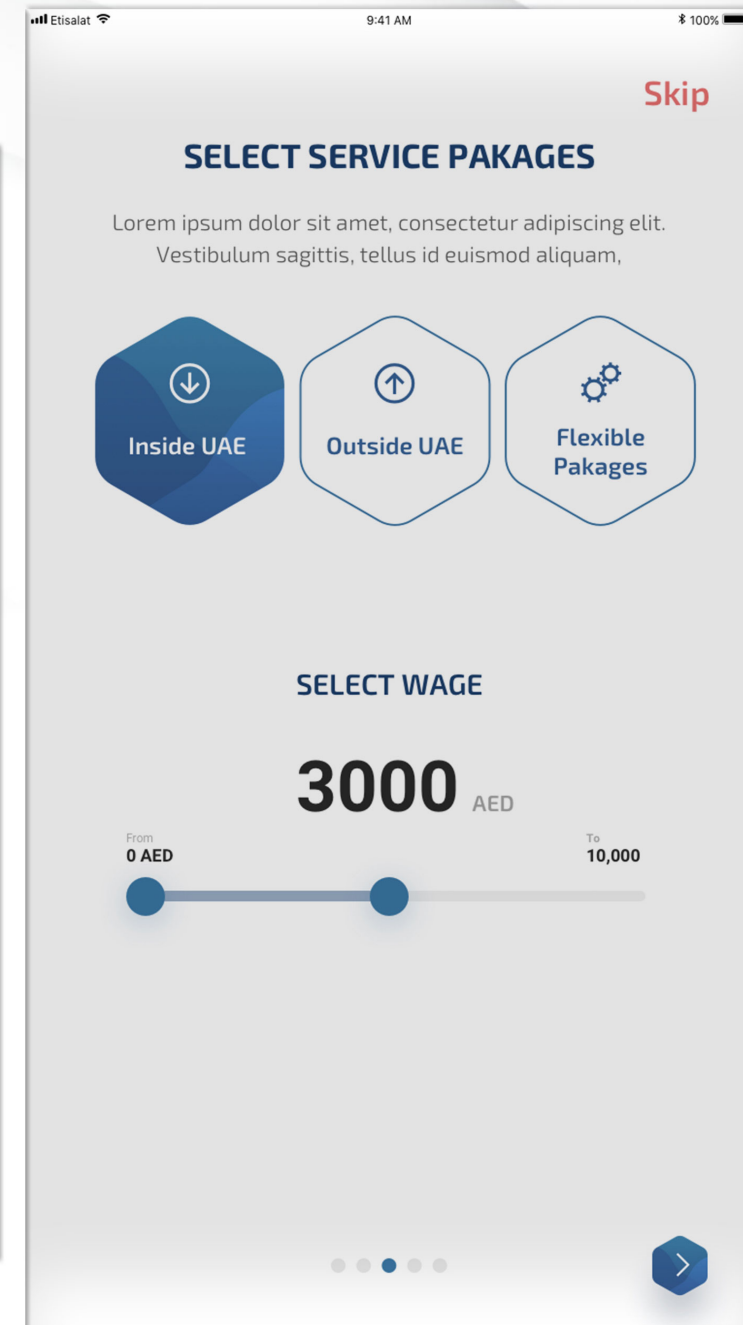 Etisalat 9:41 AM 100%
Skip
SELECT SERVICE PAKAGES
Lorem ipsum dolor sit amet, consectetur adipiscing elit.
Vestibulum sagittis, tellus id euismod aliquam,
Inside UAE
Outside UAE
Flexible
Pakages
SELECT WAGE
3000 AED
From
0 AED
To
10,000